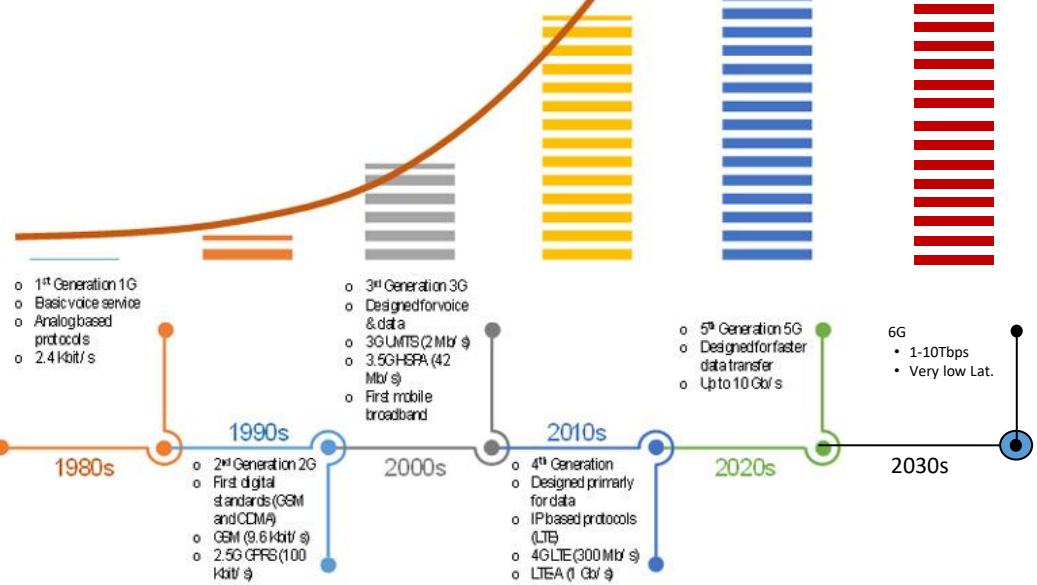 1st Generation 1G
Basic voice service
Analog based
protocols
2.4 Kbit/s
1980s
1990s
2nd Generation 2G
First digital
standards (GSM
and CDMA)
GSM (9.6 Kbit/s)
2.5G GPRS (100
Kbit/s)
3rd Generation 3G
Designed for voice
& data
3G UMTS (2 Mb/s)
3.5G HSPA (42
Mb/s)
First mobile
broadband
2000s
2010s
4th Generation
Designed primarily
for data
IP based protocols
(LTE)
4G LTE (300 Mb/s)
LTE-A (1 Gb/s)
5th Generation 5G
Designed for faster
data transfer
Up to 10 Gb/s
2020s
6G
• 1-10Tbps
• Very low Lat.
2030s